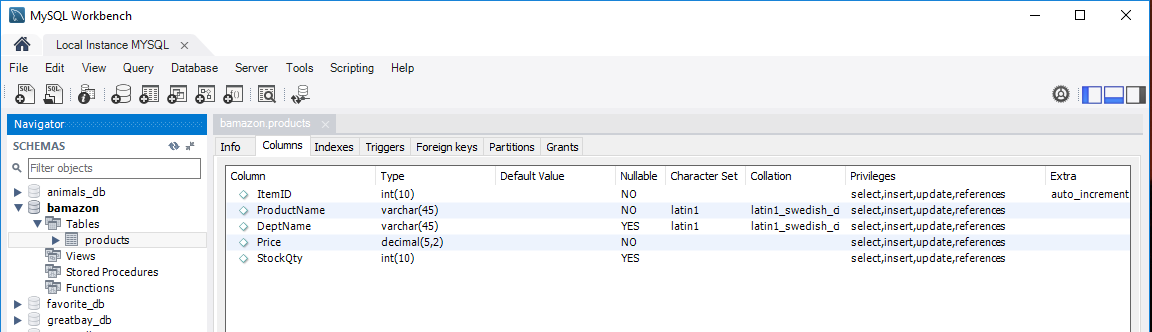 MySQL Workbench
Local Instance MYSQL
File Edit View Query Database Server Tools Scripting Help
Navigator
SCHEMAS
Filter objects
animals_db
bamazon
Tables
products
Views
Stored Procedures
Functions
favorite_db
greatbay_db
bamazon.products
Info Columns Indexes Triggers Foreign keys Partitions Grants
Column Type Default Value Nullable Character Set Collation Privileges Extra
ItemID int(10) NO select,insert,update,references auto_increment
ProductName varchar(45) NO latin1 latin1_swedish_ci select,insert,update,references
DeptName varchar(45) YES latin1 latin1_swedish_ci select,insert,update,references
Price decimal(5,2) NO select,insert,update,references
StockQty int(10) YES select,insert,update,references